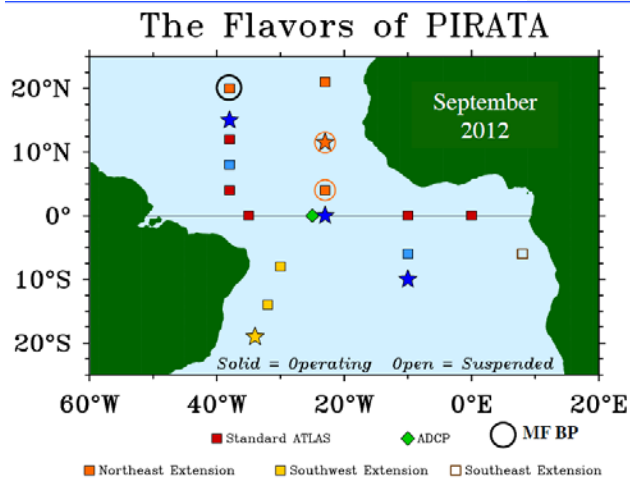 The Flavors of PIRATA
20°N
10°N
0°
10°S
20°S
September
2012
Solid = Operating Open = Suspended
60°W 40°W 20°W 0°E 20°E
Standard ATLAS ADCP MF BP
Northeast Extension Southwest Extension Southeast Extension